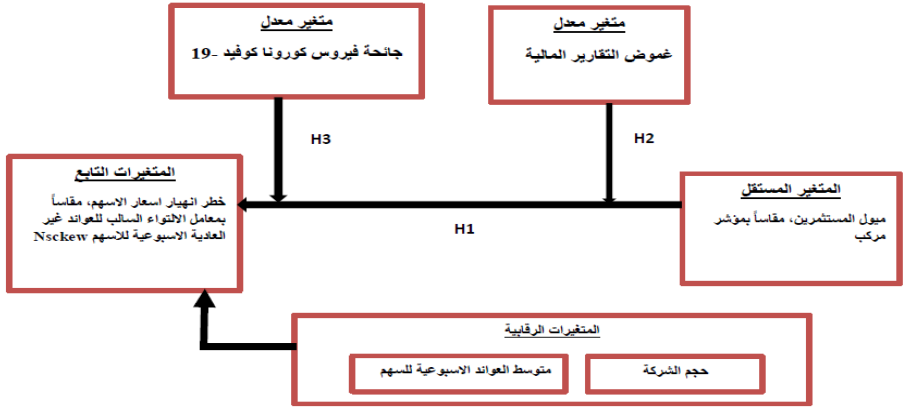 متغير معدل
غموض التقارير المالية
متغير معدل
جائحة فيروس كورونا كوفيد -19
H2
H3
المتغير المستقل
ميول المستثمرين، مقاساً بمؤشر
مركب
H1
المتغيرات التابع
خطر انهيار اسعار الاسهم، مقاساً
بمعامل الالتواء السالب للعوائد غير
العادية الاسبوعية للاسهم Nsckew
المتغيرات الرقابية
حجم الشركة
متوسط العوائد الاسبوعية للسهم